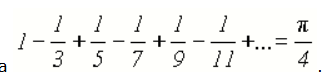 а 1 - 1/3 + 1/5 - 1/7 + 1/9 - 1/11 + ... = π/4 .